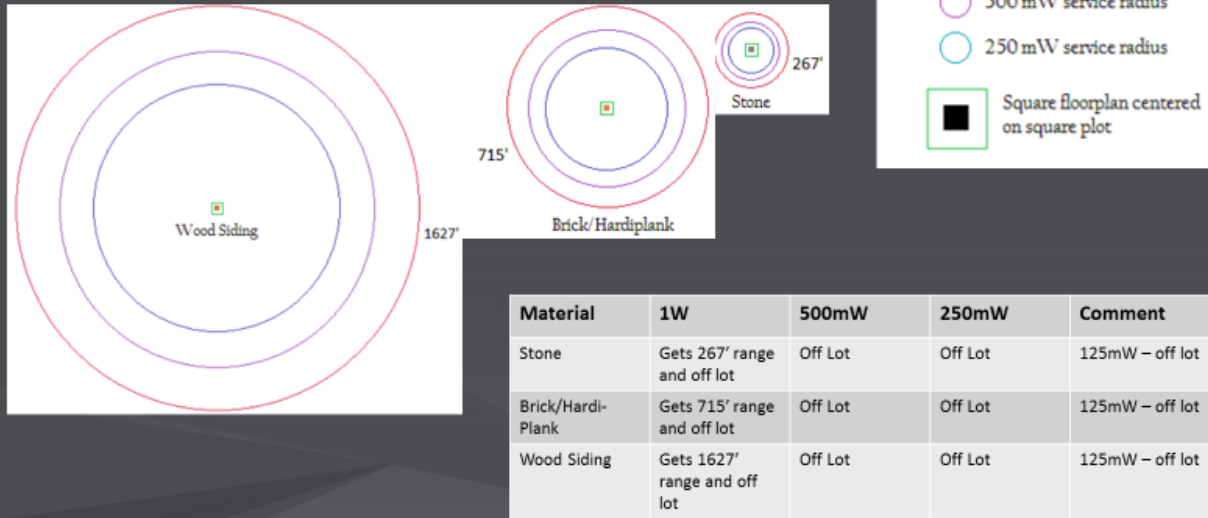 Wood Siding
1627'
715'
Brick/Hardiplank
267'
Stone
500 mW service radius
250 mW service radius
Square floorplan centered
on square plot
Material 1W 500mW 250mW Comment
Stone Gets 267' range Off Lot Off Lot 125mW – off lot
and off lot
Brick/Hardi- Gets 715' range Off Lot Off Lot 125mW – off lot
Plank and off lot
Wood Siding Gets 1627' Off Lot Off Lot 125mW – off lot
range and off
lot